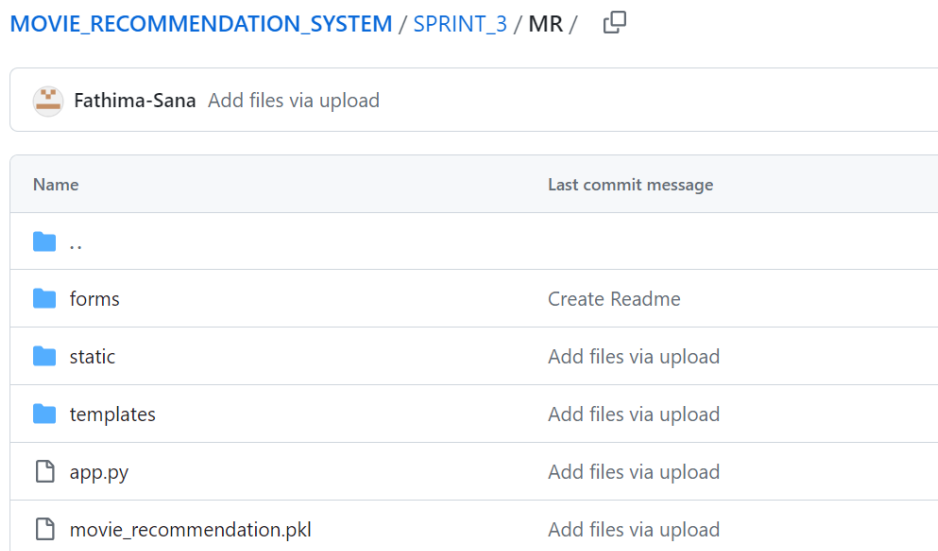 MOVIE_RECOMMENDATION_SYSTEM / SPRINT_3 / MR /
Fathima-Sana Add files via upload
Name Last commit message
..
forms Create Readme
static Add files via upload
templates Add files via upload
app.py Add files via upload
movie_recommendation.pkl Add files via upload